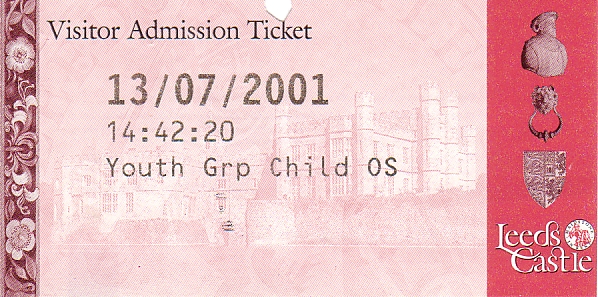 Visitor Admission Ticket
13/07/2001
14:42:20
Youth Grp Child OS
Leeds
Castle